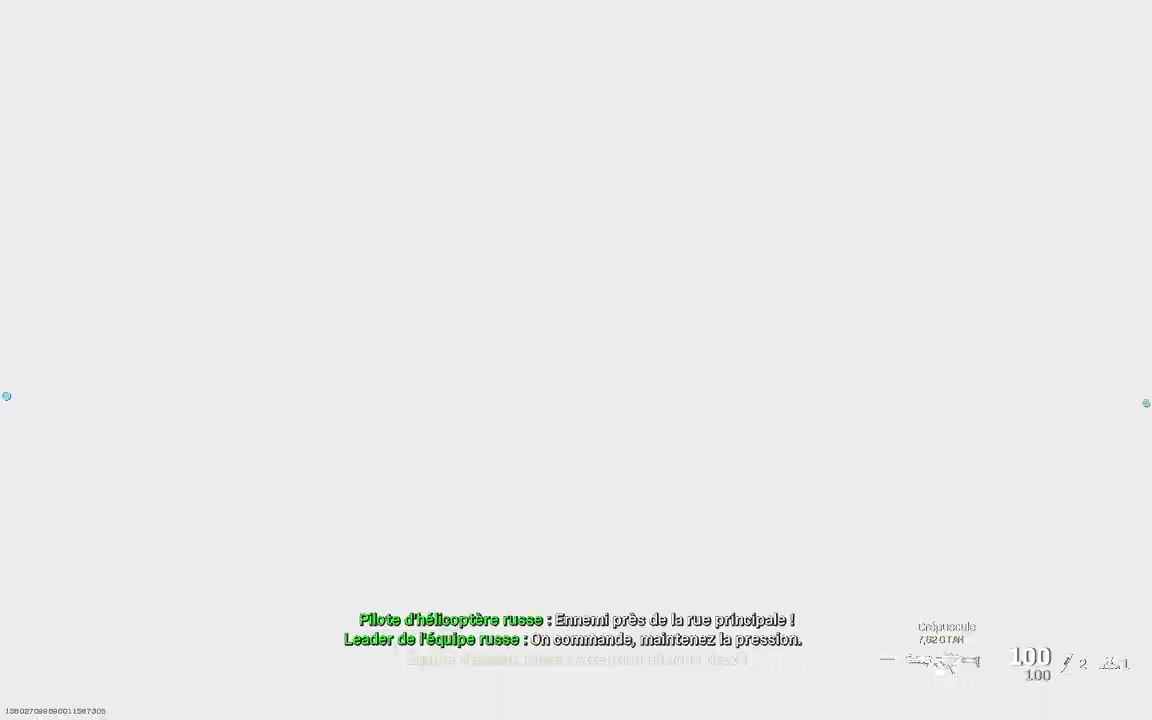 Pilote d'hélicoptère russe : Ennemi près de la rue principale !
Leader de l'équipe russe : On commande, maintenez la pression.
Crépuscule
7,62 OTAN
100
100
2
1